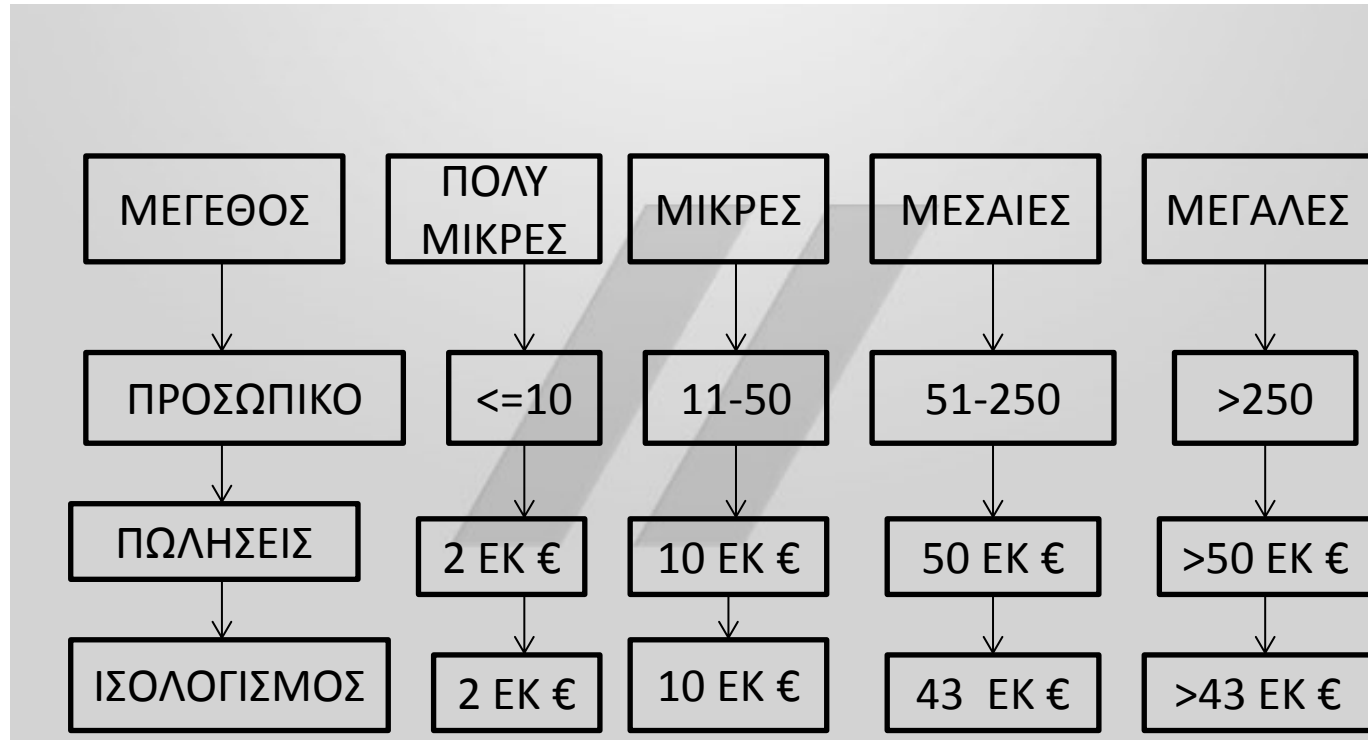 ΜΕΓΕΘΟΣ
ΠΟΛΥ
ΜΙΚΡΕΣ
ΜΙΚΡΕΣ
ΜΕΣΑΙΕΣ
ΜΕΓΑΛΕΣ
ΠΡΟΣΩΠΙΚΟ
<=10
11-50
51-250
>250
ΠΩΛΗΣΕΙΣ
2 ΕΚ €
10 ΕΚ €
50 ΕΚ €
>50 ΕΚ €
ΙΣΟΛΟΓΙΣΜΟΣ
2 ΕΚ €
10 ΕΚ €
43 ΕΚ €
>43 ΕΚ €